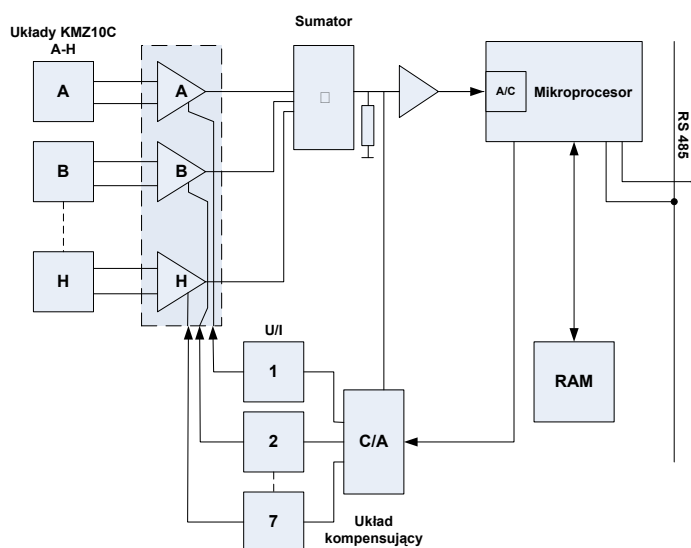 Układy KMZ10C
A-H
Sumator
A
A
A/C
Mikroprocesor
RS 485
B
B
H
H
U/I
1
RAM
2
C/A
7
Układ
kompensujący